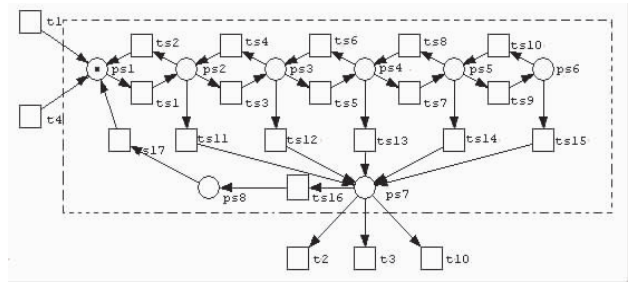 t1
ts2 ts4 ts6 ts8 ts10
ps1 ps2 ps3 ps4 ps5 ps6
ts1 ts3 ts5 ts7 ts9
t4
ts17 ts11 ts12 ts13 ts14 ts15
ps8 ts16 ps7
t2 t3 t10